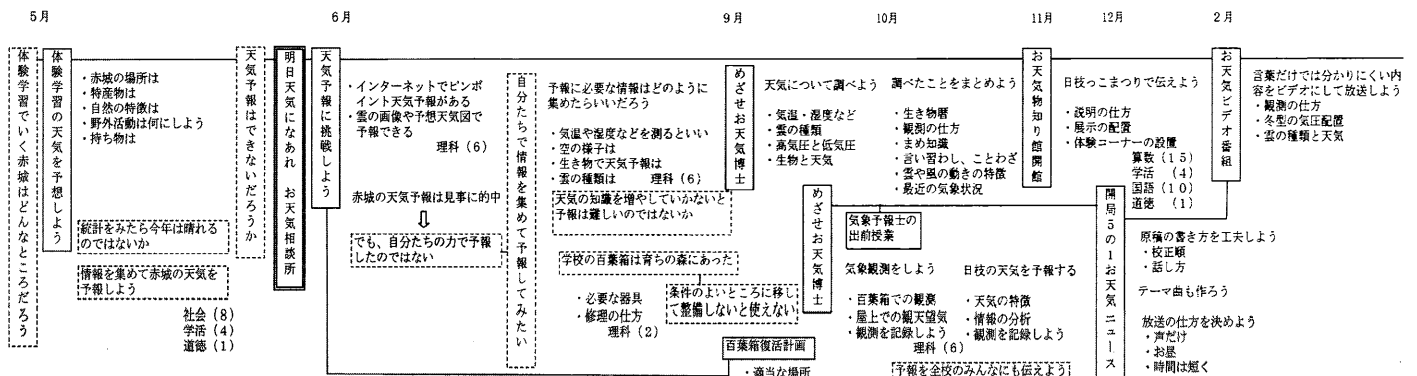 5月
6月
9月
10月
11月
12月
2月
体験学習でいく赤城はどんなところだろう
体験学習の天気を予想しよう
・赤城の場所は
・特産物は
・自然の特徴は
・野外活動は何にしよう
・持ち物は
統計をみたら今年は晴れる
のではないか
情報を集めて赤城の天気を
予報しよう
社会(8)
学活(4)
道徳(1)
天気予報はできないだろうか
明日天気になあれ お天気相談所
天気予報に挑戦しよう
・インターネットでピンポ
イント天気予報がある
・雲の画像や予想天気図で
予報できる
理科(6)
赤城の天気予報は見事に的中
⇩
でも、自分たちの力で予報
したのではない
自分たちで情報を集めて予報してみたい
予報に必要な情報はどのように
集めたらいいだろう
・気温や湿度などを測るといい
・空の様子は
・生き物で天気予報は
・雲の種類は 理科(6)
天気の知識を増やしていかないと
予報は難しいのではないか
学校の百葉箱は育ちの森にあった
・必要な器具
・修理の仕方
理科(2)
条件のよいところに移し
て整備しないと使えない
百葉箱復活計画
・適当な場所
めざせお天気博士
天気について調べよう
・気温・湿度など
・雲の種類
・高気圧と低気圧
・生物と天気
調べたことをまとめよう
・生き物暦
・観測の仕方
・まめ知識
・言い習わし、ことわざ
・雲や風の動きの特徴
・最近の気象状況
めざせお天気博士
気象予報士の
出前授業
気象観測をしよう
・百葉箱での観測
・屋上での観天望気
・観測を記録しよう
理科(6)
日枝の天気を予報する
・天気の特徴
・情報の分析
・観測を記録しよう
予報を全校のみんなにも伝えよう
お天気物知り館開館
日枝っこまつりで伝えよう
・説明の仕方
・展示の配置
・体験コーナーの設置
算数(15)
学活(4)
国語(10)
道徳(1)
開局5の1お天気ニュース
原稿の書き方を工夫しよう
・校正順
・話し方
テーマ曲も作ろう
放送の仕方を決めよう
・声だけ
・お昼
・時間は短く
お天気ビデオ番組
言葉だけでは分かりにくい内
容をビデオにして放送しよう
・観測の仕方
・冬型の気圧配置
・雲の種類と天気